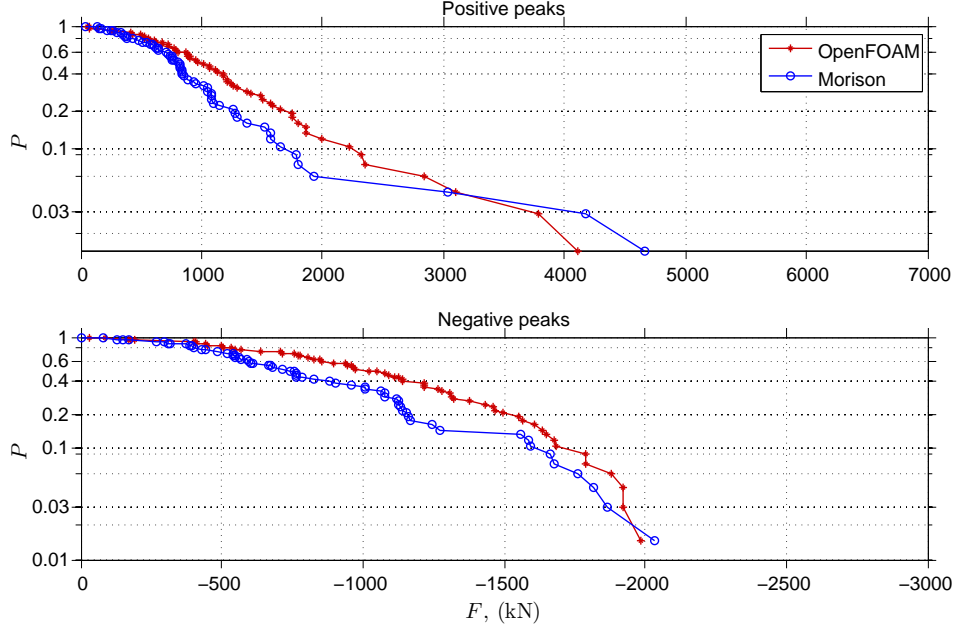 Positive peaks
1
0.6
0.4
0.2
0.1
0.03
P
OpenFOAM
Morison
0 1000 2000 3000 4000 5000 6000 7000
Negative peaks
1
0.6
0.4
0.2
0.1
0.03
0.01
P
0 −500 −1000 −1500 −2000 −2500 −3000
F, (kN)